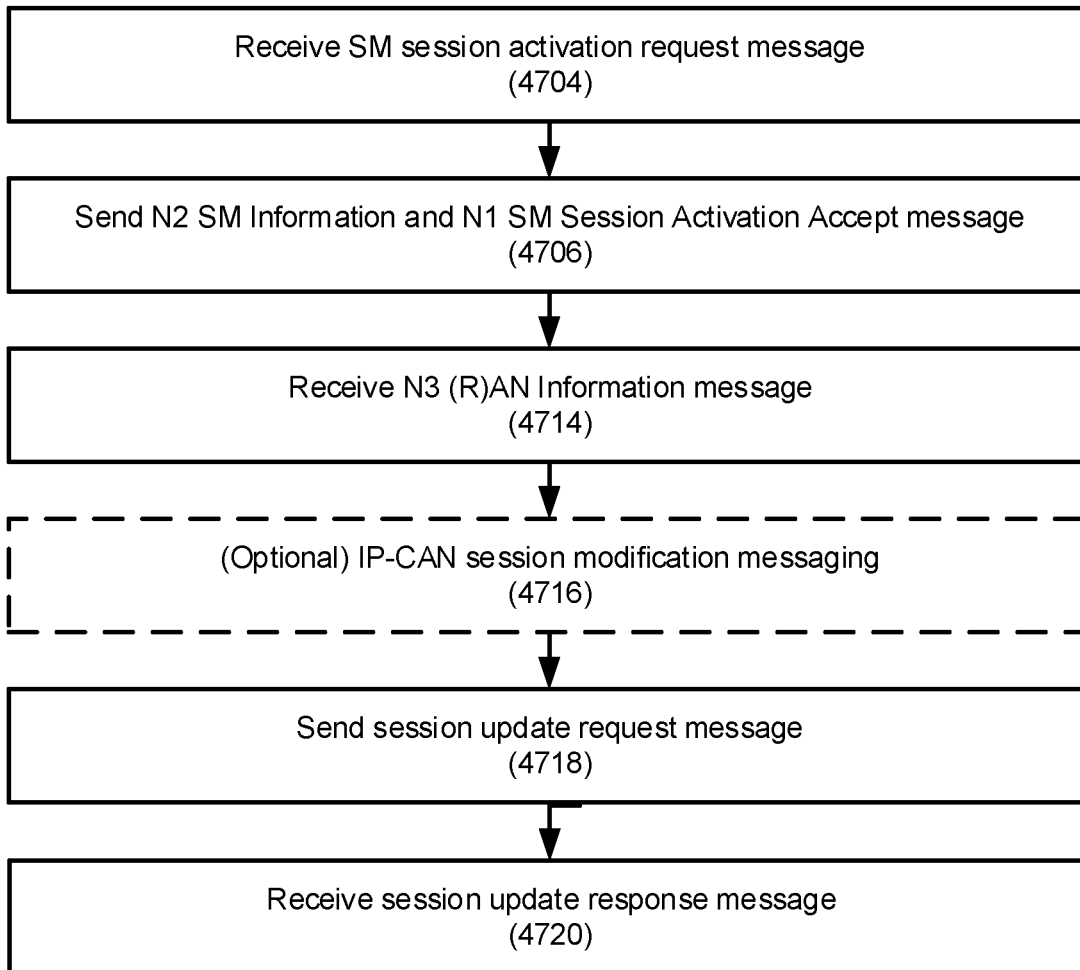 Receive SM session activation request message
(4704)
Send N2 SM Information and N1 SM Session Activation Accept message
(4706)
Receive N3 (R)AN Information message
(4714)
(Optional) IP-CAN session modification messaging
(4716)
Send session update request message
(4718)
Receive session update response message
(4720)